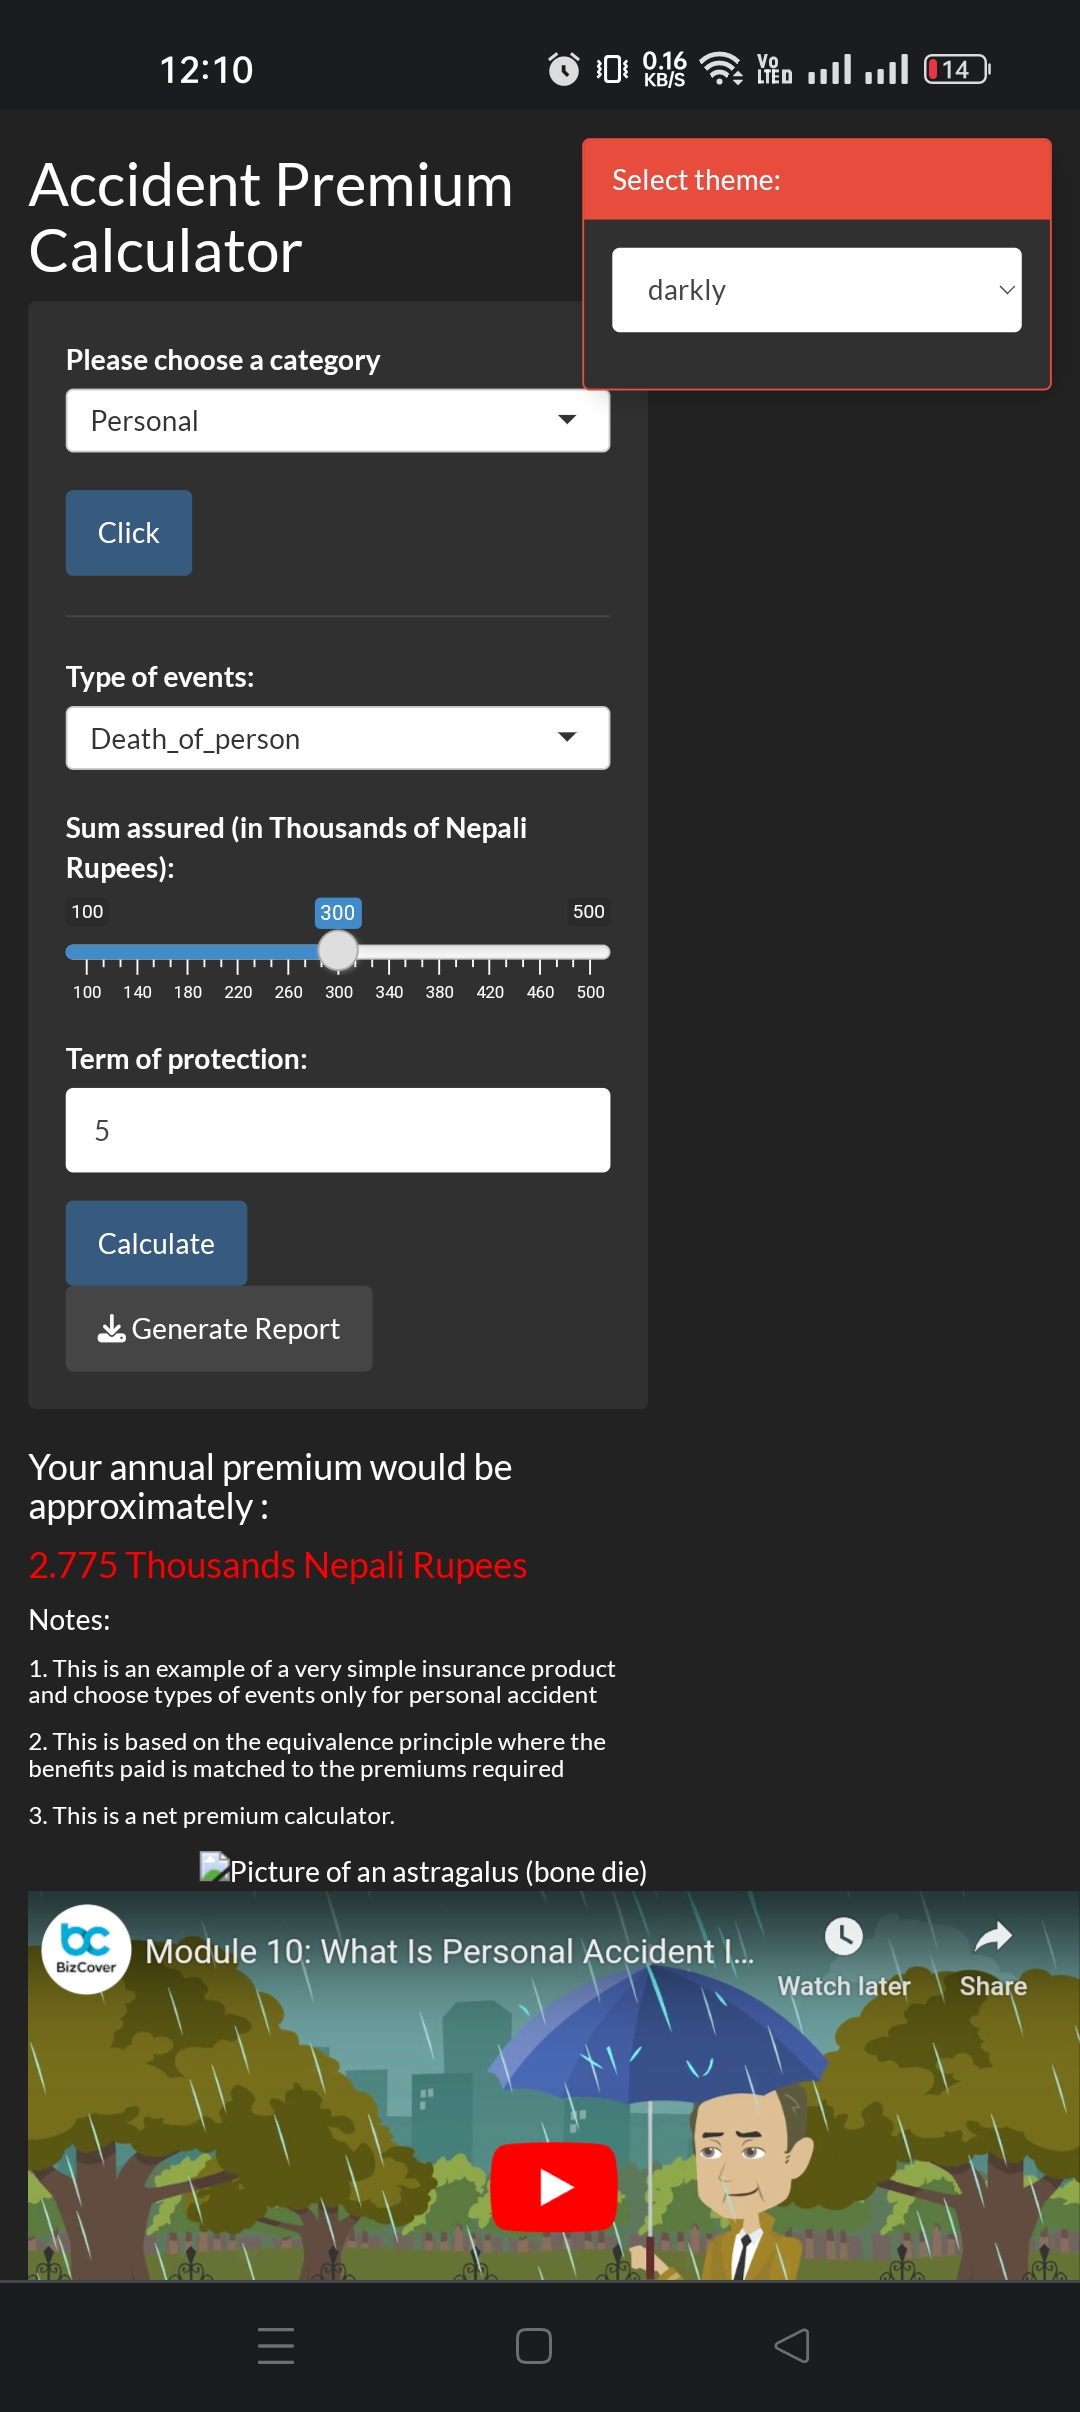 12:10
0.16
KB/S
Vo
LTED
14
Accident Premium
Calculator
Select theme:
darkly
Please choose a category
Personal
Click
Type of events:
Death_of_person
Sum assured (in Thousands of Nepali
Rupees):
100 300 500
100 140 180 220 260 300 340 380 420 460 500
Term of protection:
5
Calculate
Generate Report
Your annual premium would be
approximately :
2.775 Thousands Nepali Rupees
Notes:
1. This is an example of a very simple insurance product
and choose types of events only for personal accident
2. This is based on the equivalence principle where the
benefits paid is matched to the premiums required
3. This is a net premium calculator.
Picture of an astragalus (bone die)
bc
BizCover
Module 10: What Is Personal Accident I...
Watch later
Share